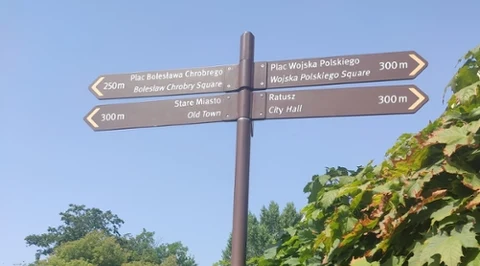 Plac Bolesława Chrobrego
250 m
Bolesław Chrobry Square
Stare Miasto
300 m
Old Town
Plac Wojska Polskiego
300 m
Wojska Polskiego Square
Ratusz
300 m
City Hall